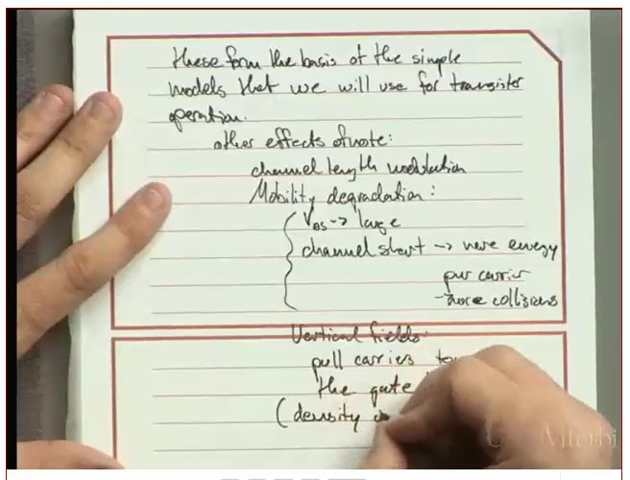 these form the basis of the simple
models that we will use for transistor
operation.
other effects of note:
channel length modulation
Mobility degradation:
VDS -> large
channel short -> more energy
per carrier
-> more collisions
Vertical fields:
pull carriers
the gate
(density
Viterbi